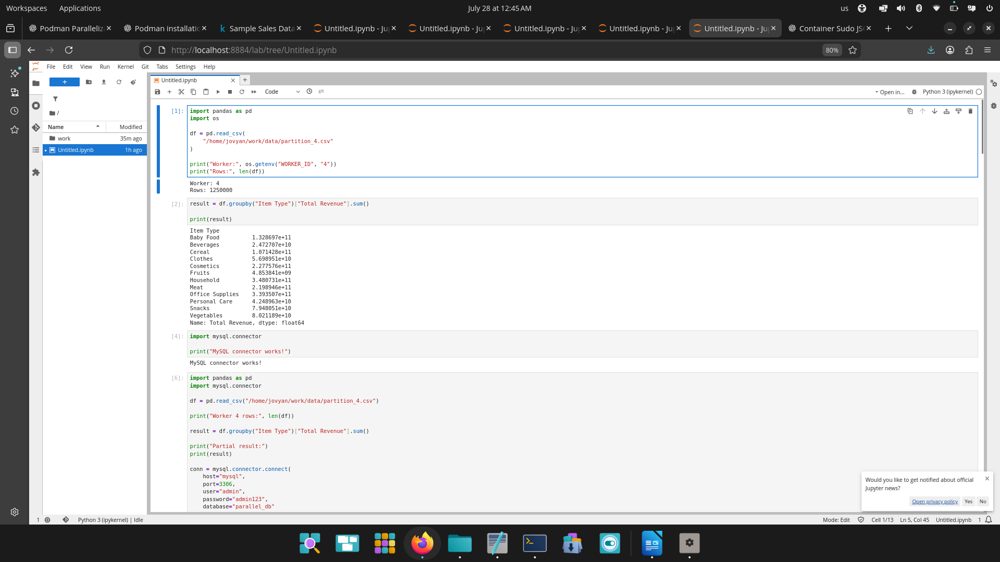 Workspaces Applications July 28 at 12:45 AM us
Podman Paralleliz Podman installatio Sample Sales Data Untitled.ipynb - Ju Untitled.ipynb - Ju Untitled.ipynb - Ju Untitled.ipynb - Ju Untitled.ipynb - Ju Container Sudo JS
http://localhost:8884/lab/tree/Untitled.ipynb 80%
File Edit View Run Kernel Git Tabs Settings Help
Untitled.ipynb
Code git Open in... Python 3 (ipykernel)
/
Name Modified
work 35m ago
Untitled.ipynb 1h ago
[1]: import pandas as pd
import os
df = pd.read_csv(
"/home/jovyan/work/data/partition_4.csv"
)
print("Worker:", os.getenv("WORKER_ID", "4"))
print("Rows:", len(df))
Worker: 4
Rows: 1250000
[2]: result = df.groupby("Item Type")["Total Revenue"].sum()
print(result)
Item Type
Baby Food 1.328697e+11
Beverages 2.472707e+10
Cereal 1.071428e+11
Clothes 5.698951e+10
Cosmetics 2.277576e+11
Fruits 4.853841e+09
Household 3.480731e+11
Meat 2.198946e+11
Office Supplies 3.393507e+11
Personal Care 4.248963e+10
Snacks 7.948051e+10
Vegetables 8.021189e+10
Name: Total Revenue, dtype: float64
[4]: import mysql.connector
print("MySQL connector works!")
MySQL connector works!
[6]: import pandas as pd
import mysql.connector
df = pd.read_csv("/home/jovyan/work/data/partition_4.csv")
print("Worker 4 rows:", len(df))
result = df.groupby("Item Type")["Total Revenue"].sum()
print("Partial result:")
print(result)
conn = mysql.connector.connect(
host="mysql",
port=3306,
user="admin",
password="admin123",
database="parallel_db"
Would you like to get notified about official
Jupyter news?
Open privacy policy Yes No
1 Python 3 (ipykernel) | Idle Mode: Edit Cell 1/13 Ln 5, Col 45 Untitled.ipynb 1